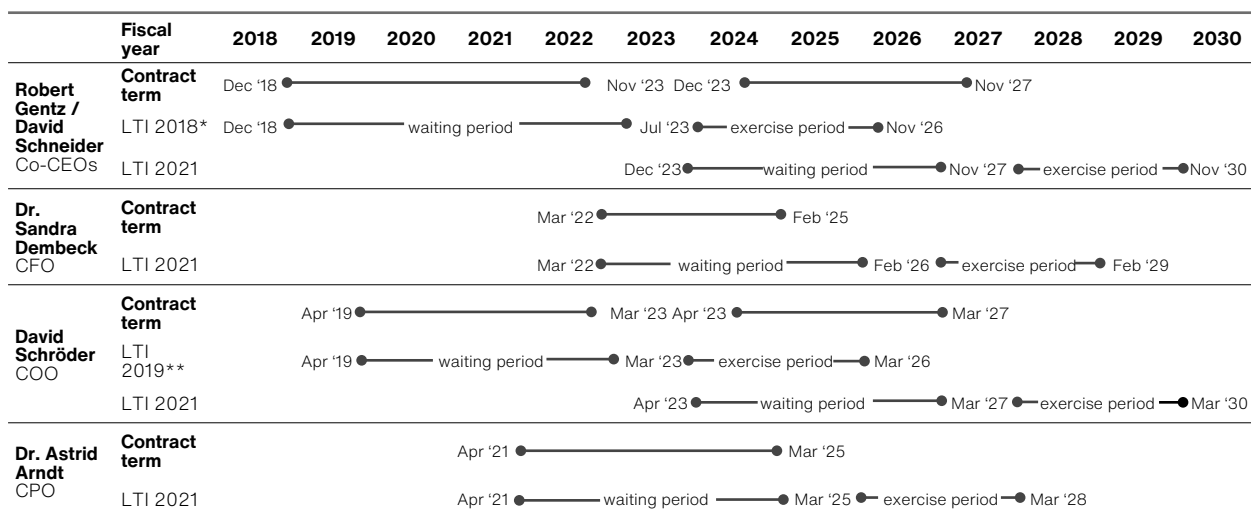 Fiscal year 2018 2019 2020 2021 2022 2023 2024 2025 2026 2027 2028 2029 2030
Robert Gentz / David Schneider
Co-CEOs
Contract term Dec ‘18 Nov ‘23 Dec ‘23 Nov ‘27
LTI 2018* Dec ‘18 waiting period Jul ‘23 exercise period Nov ‘26
LTI 2021 Dec ‘23 waiting period Nov ‘27 exercise period Nov ‘30
Dr. Sandra Dembeck
CFO
Contract term Mar ‘22 Feb ‘25
LTI 2021 Mar ‘22 waiting period Feb ‘26 exercise period Feb ‘29
David Schröder
COO
Contract term Apr ‘19 Mar ‘23 Apr ‘23 Mar ‘27
LTI 2019** Apr ‘19 waiting period Mar ‘23 exercise period Mar ‘26
LTI 2021 Apr ‘23 waiting period Mar ‘27 exercise period Mar ‘30
Dr. Astrid Arndt
CPO
Contract term Apr ‘21 Mar ‘25
LTI 2021 Apr ‘21 waiting period Mar ‘25 exercise period Mar ‘28